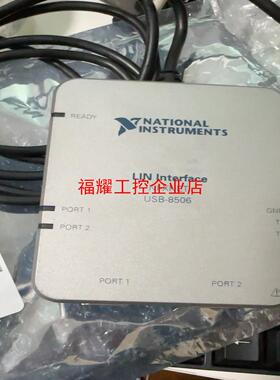 READY
NATIONAL
INSTRUMENTS
LIN Interface
福耀工控企业店
USB-8506
PORT 1
PORT 2
GN
T
T
PORT 1
PORT 2